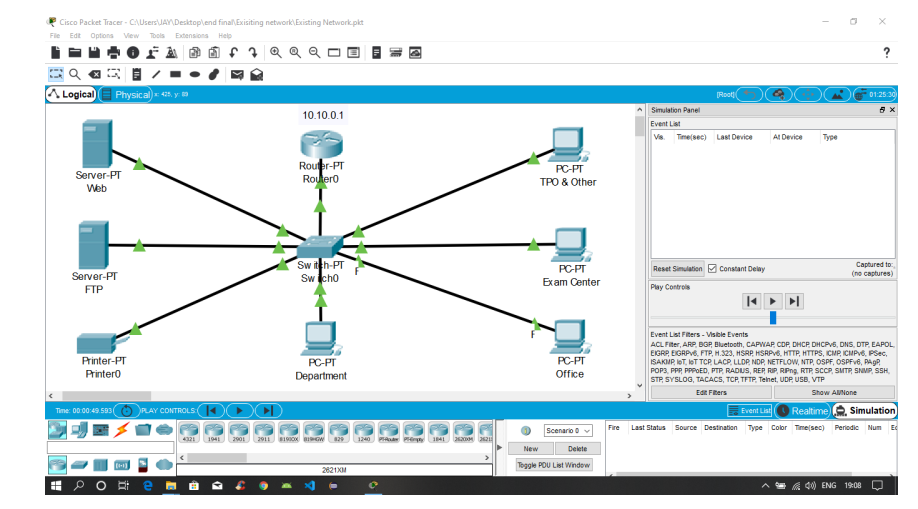 Cisco Packet Tracer - C:\Users\JAY\Desktop\end final\Exisiting network\Existing Network.pkt
File Edit Options View Tools Extensions Help
?
Logical Physical x: 425, y: 69 [Root] 01:25:30
10.10.0.1
Server-PT
Web
Router-PT
Router0
PC-PT
TPO & Other
Server-PT
FTP
Switch-PT
Switch0
F
PC-PT
Exam Center
Printer-PT
Printer0
PC-PT
Department
F
PC-PT
Office
Simulation Panel
Event List
Vis. Time(sec) Last Device At Device Type
Reset Simulation Constant Delay Captured to:
(no captures)
Play Controls
Event List Filters - Visible Events
ACL Filter, ARP, BGP, Bluetooth, CAPWAP, CDP, DHCP, DHCPv6, DNS, DTP, EAPOL,
EIGRP, EIGRPv6, FTP, H.323, HSRP, HSRPv6, HTTP, HTTPS, ICMP, ICMPv6, IPSec,
ISAKMP, IoT, IoT TCP, LACP, LLDP, NDP, NETFLOW, NTP, OSPF, OSPFv6, PAgP,
POP3, PPP, PPPoED, PTP, RADIUS, REP, RIP, RIPng, RTP, SCCP, SMTP, SNMP, SSH,
STP, SYSLOG, TACACS, TCP, TFTP, Telnet, UDP, USB, VTP
Edit Filters Show All/None
Time: 00:00:49.593 PLAY CONTROLS: Event List Realtime Simulation
4321 1941 2901 2911 819IOX 819HGW 829 1240 PT-Router PT-Empty 1841 2620XM 2621
2621XM
Scenario 0
New Delete
Toggle PDU List Window
Fire Last Status Source Destination Type Color Time(sec) Periodic Num Ed
ENG 19:08